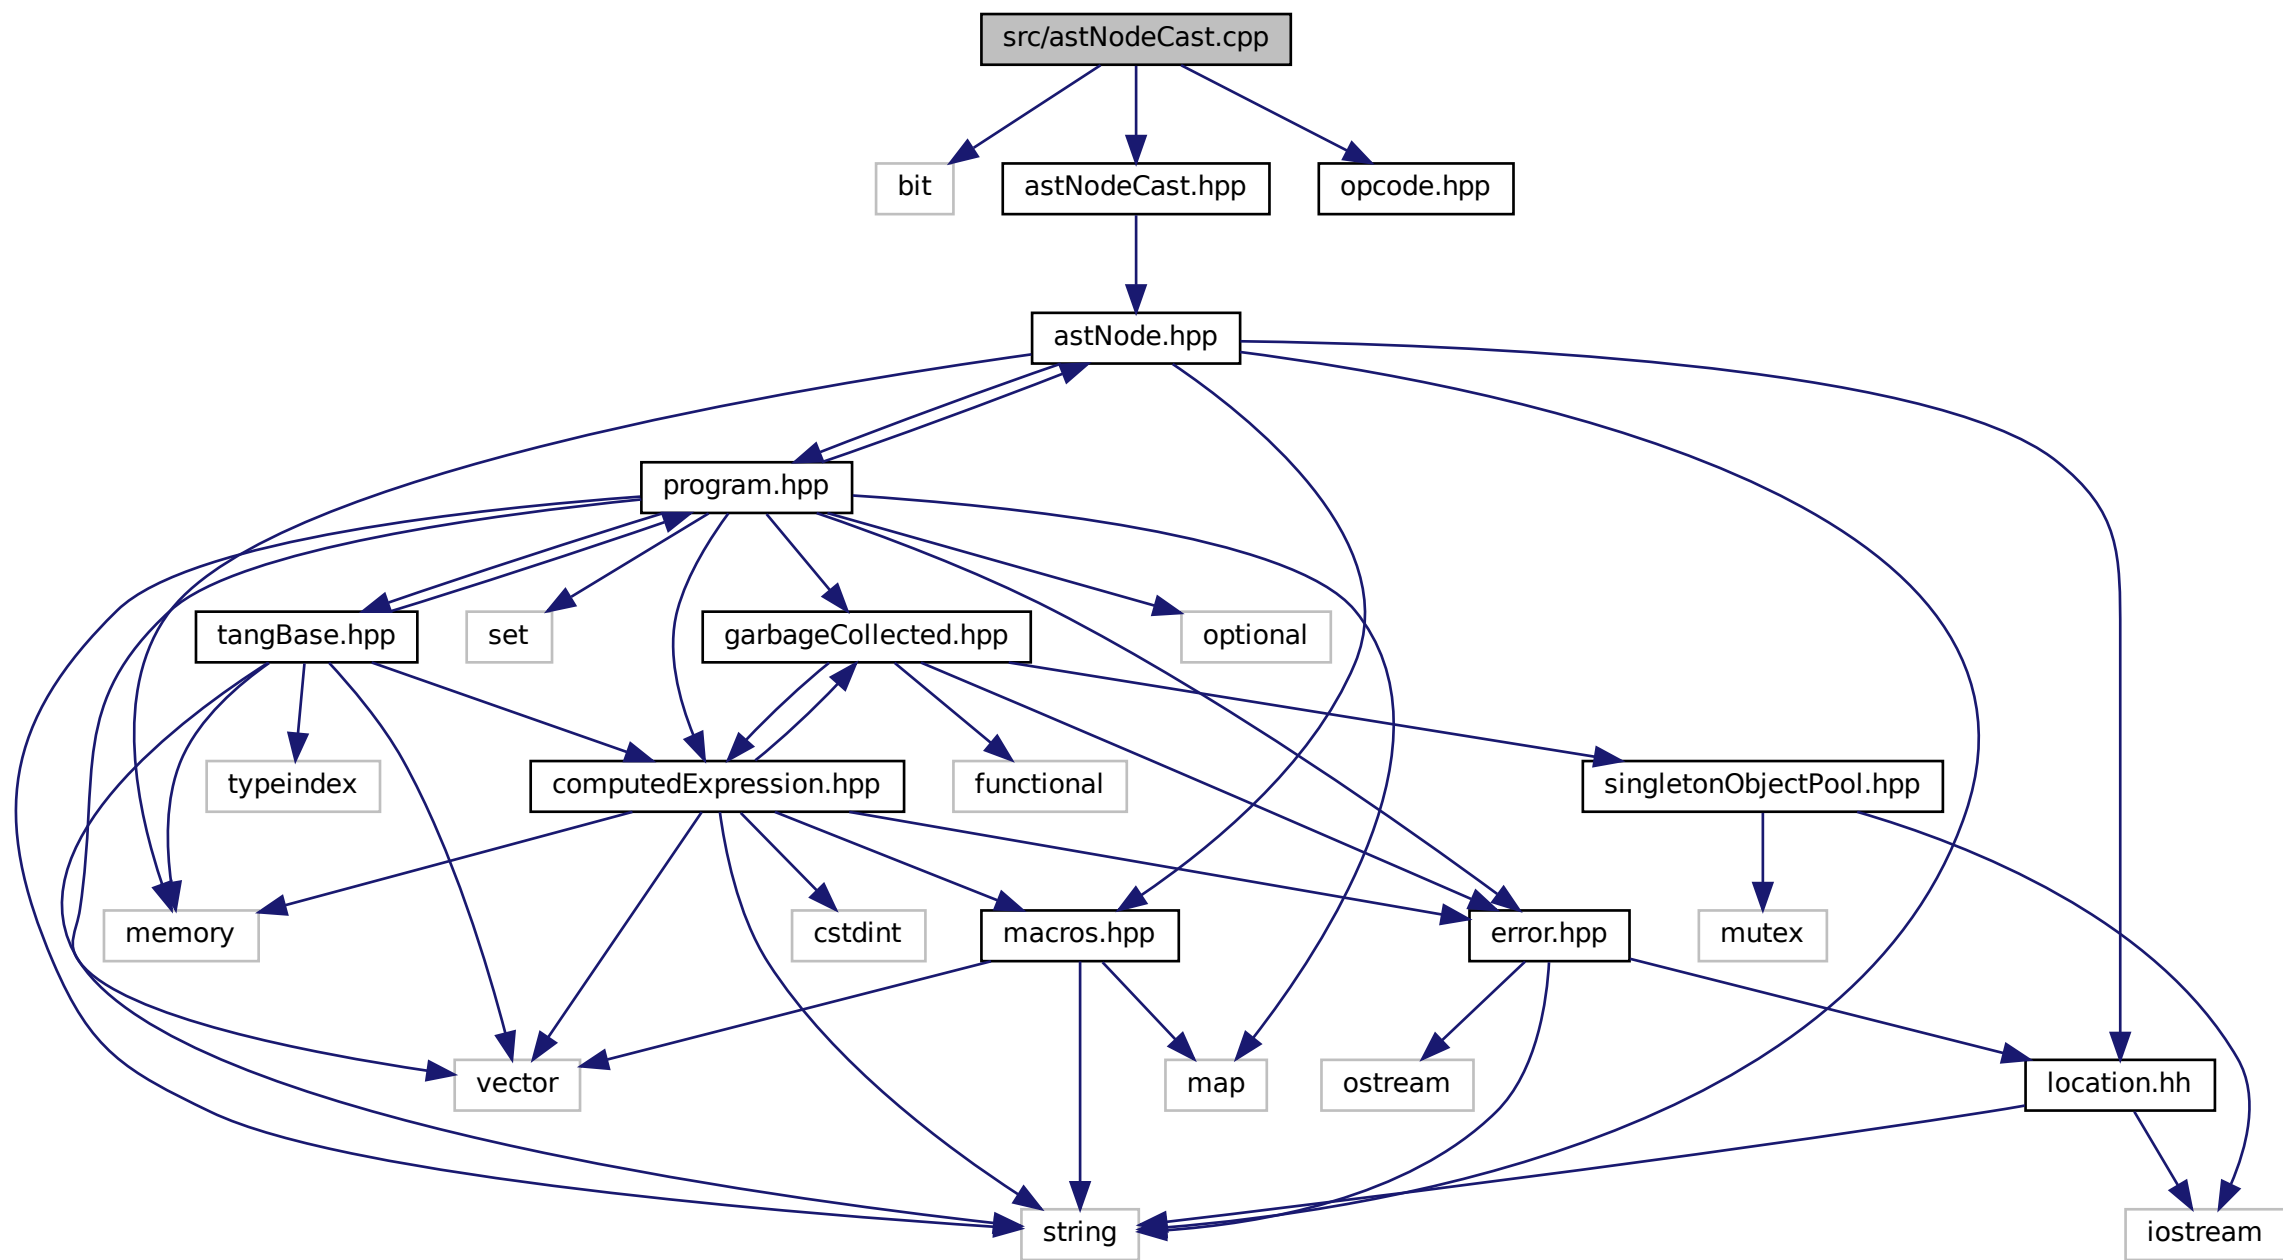 src/astNodeCast.cpp
bit
astNodeCast.hpp
opcode.hpp
astNode.hpp
program.hpp
tangBase.hpp
set
garbageCollected.hpp
optional
typeindex
computedExpression.hpp
functional
singletonObjectPool.hpp
memory
cstdint
macros.hpp
error.hpp
mutex
vector
map
ostream
location.hh
string
iostream